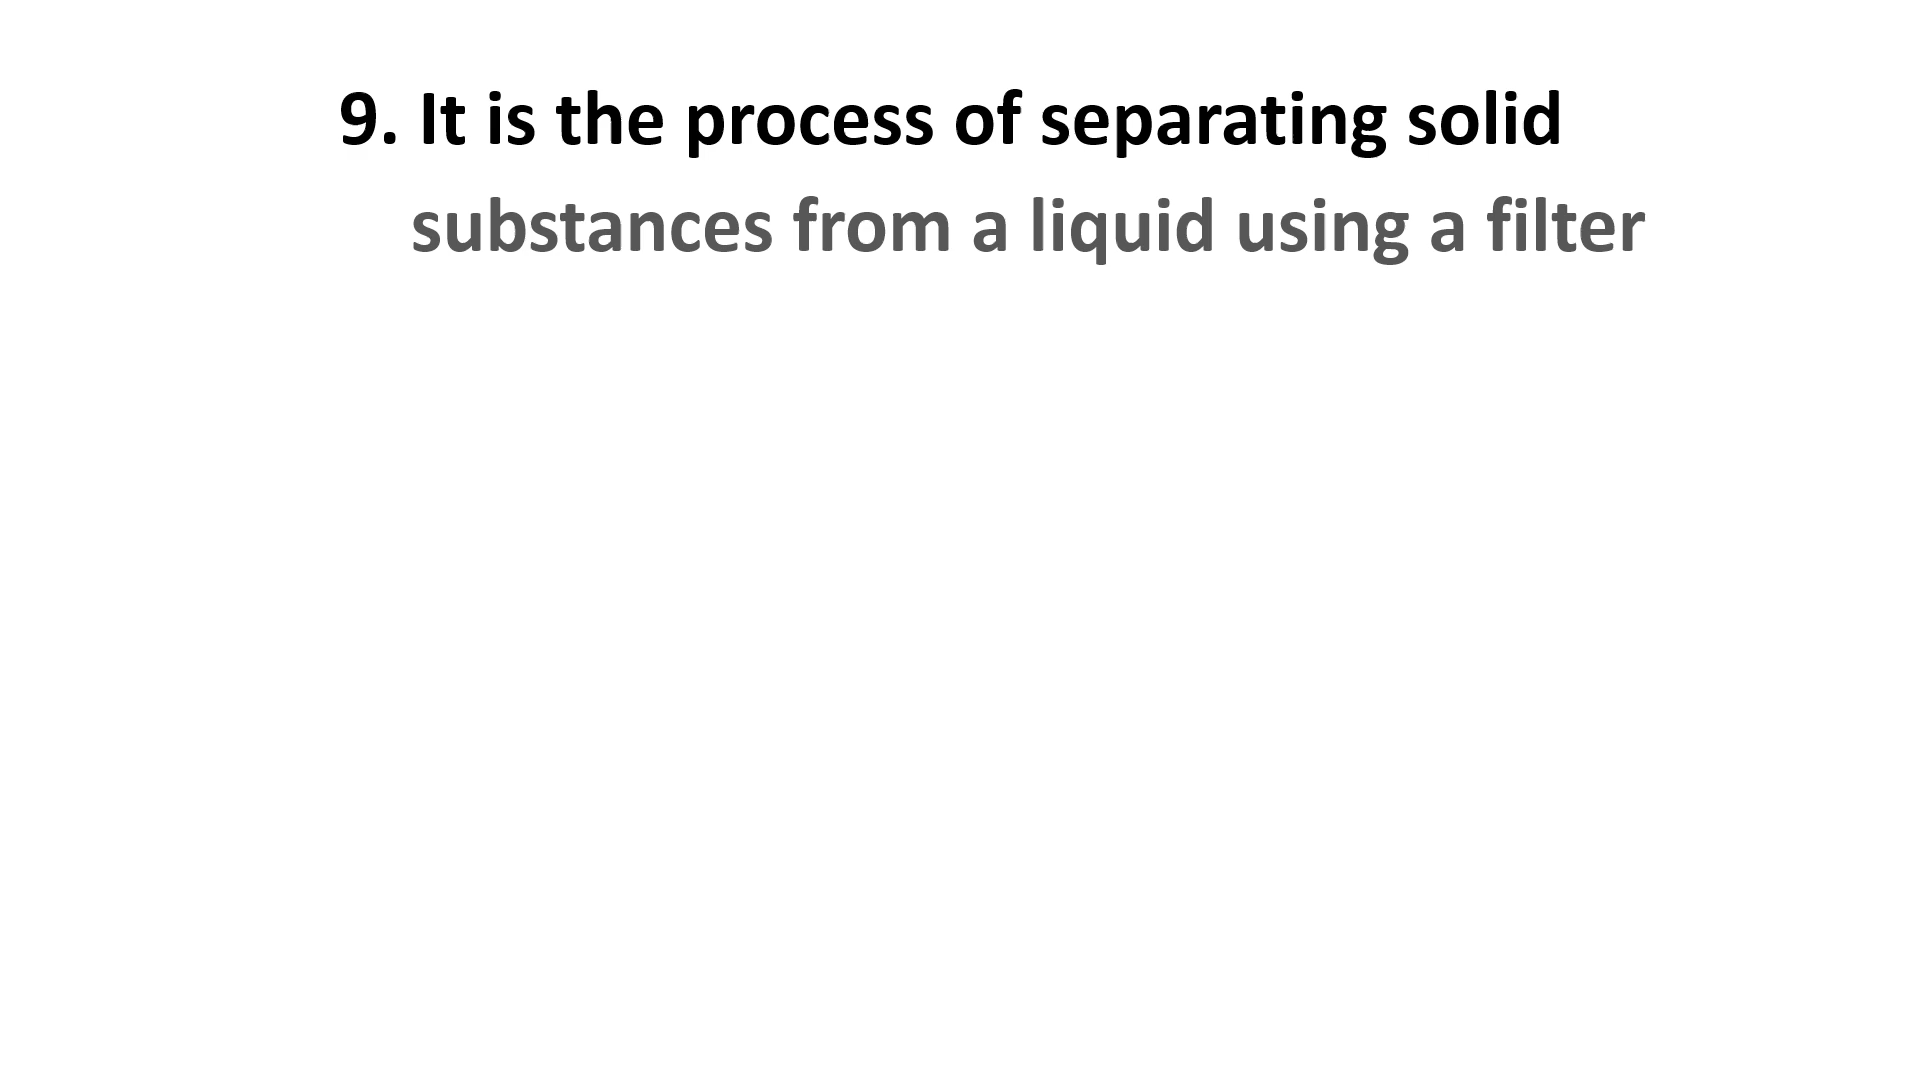 9. It is the process of separating solid
substances from a liquid using a filter